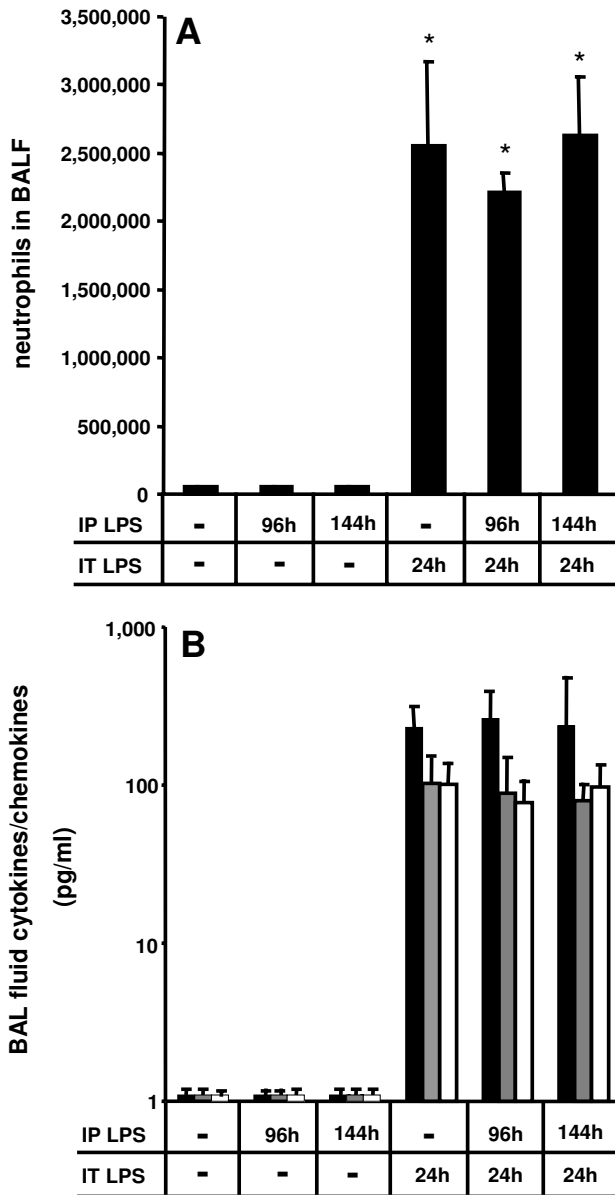 A
neutrophils in BALF
3,500,000
3,000,000
2,500,000
2,000,000
1,500,000
1,000,000
500,000
0
* * *
IP LPS - 96h 144h - 96h 144h
IT LPS - - - 24h 24h 24h
B
BAL fluid cytokines/chemokines
(pg/ml)
1,000
100
10
1
IP LPS - 96h 144h - 96h 144h
IT LPS - - - 24h 24h 24h